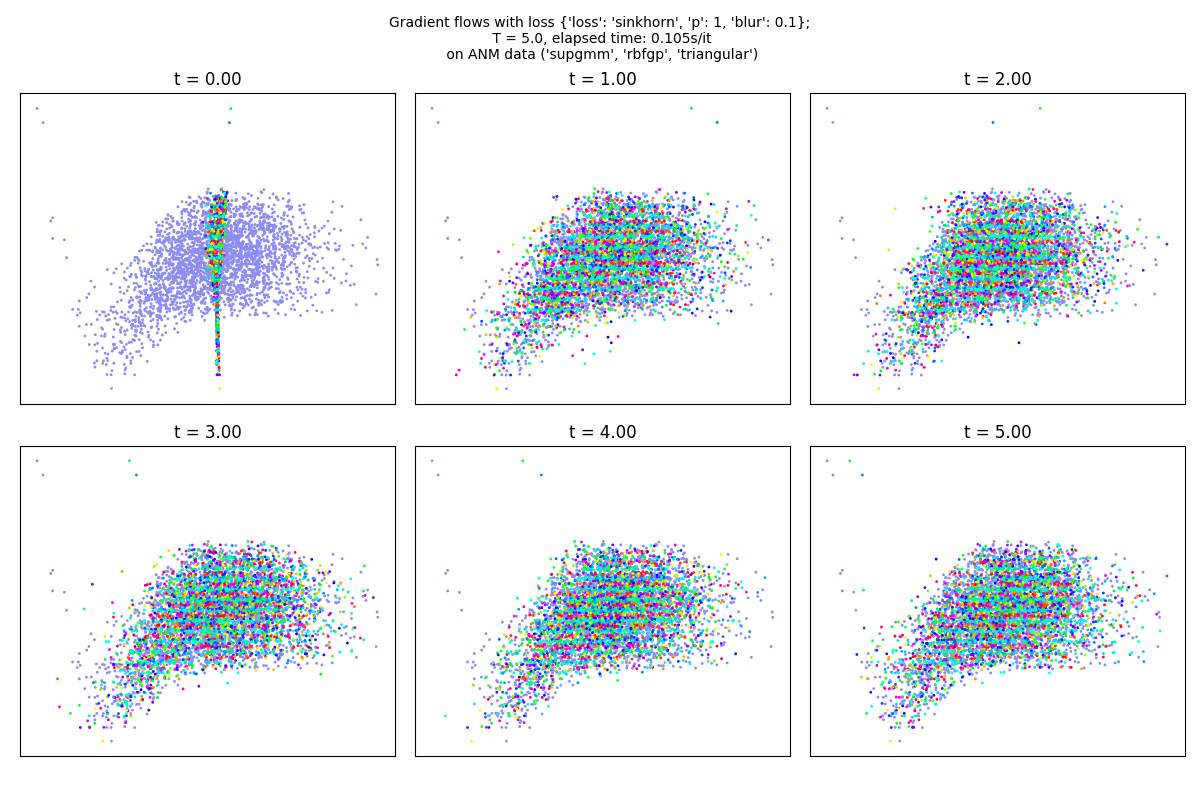 Gradient flows with loss {'loss': 'sinkhorn', 'p': 1, 'blur': 0.1};
T = 5.0, elapsed time: 0.105s/it
on ANM data ('supgmm', 'rbfgp', 'triangular')
t = 0.00
t = 1.00
t = 2.00
t = 3.00
t = 4.00
t = 5.00